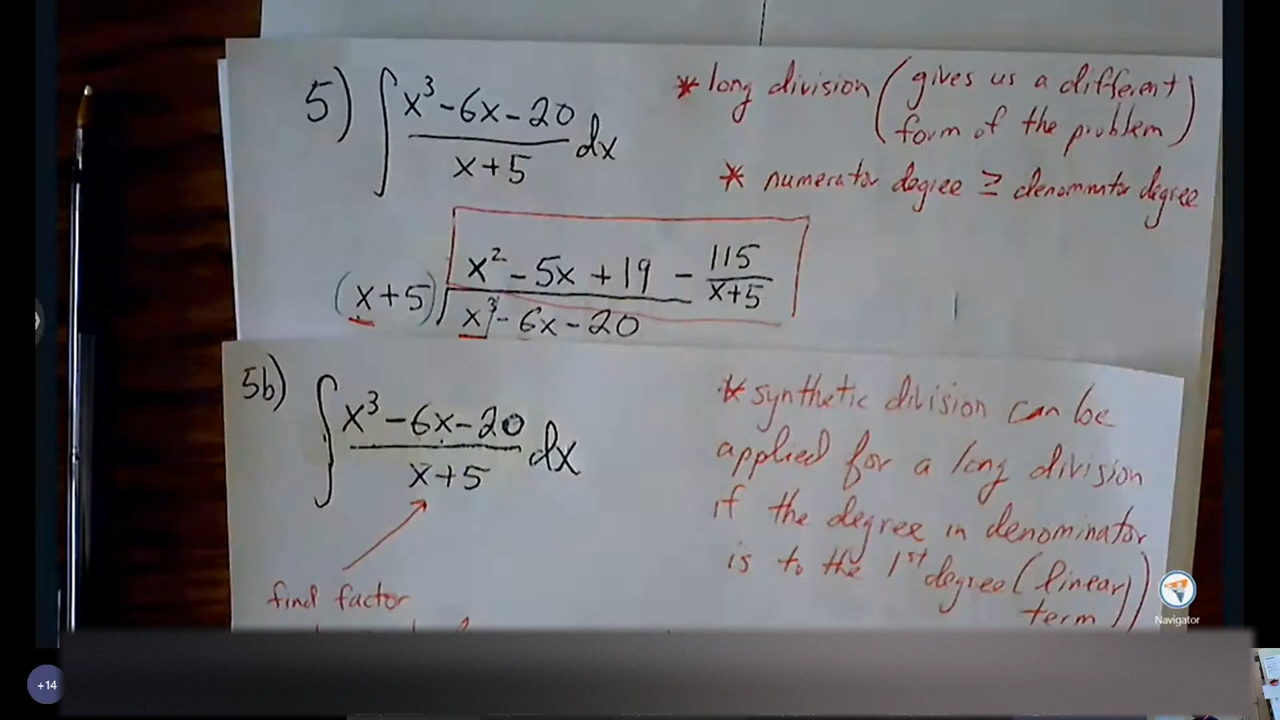 5) ∫ x³-6x-20 / x+5 dx
* long division (gives us a different form of the problem)
* numerator degree ≥ denominator degree
x² - 5x + 19 - 115/x+5
(x+5) x³ - 6x - 20
5b) ∫ x³-6x-20 / x+5 dx
* synthetic division can be
applied for a long division
if the degree in denominator
is to the 1st degree (linear
term)
find factor
Navigator
+14